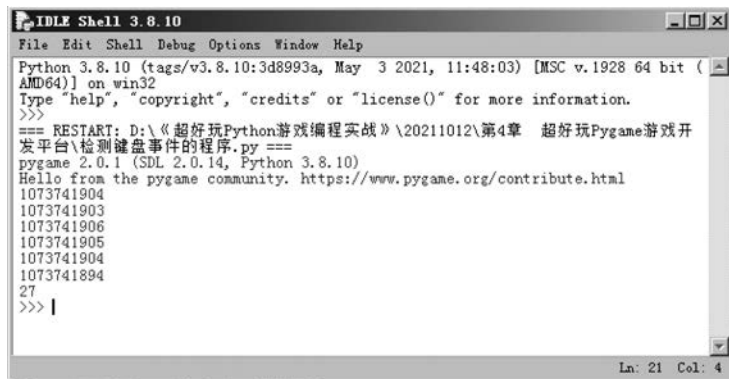 IDLE Shell 3.8.10
File Edit Shell Debug Options Window Help
Python 3.8.10 (tags/v3.8.10:3d8993a, May  3 2021, 11:48:03) [MSC v.1928 64 bit (
AMD64)] on win32
Type "help", "copyright", "credits" or "license()" for more information.
>>>
=== RESTART: D:\《超好玩Python游戏编程实战》\20211012\第4章  超好玩Pygame游戏开
发平台\检测键盘事件的程序.py ===
pygame 2.0.1 (SDL 2.0.14, Python 3.8.10)
Hello from the pygame community. https://www.pygame.org/contribute.html
1073741904
1073741903
1073741906
1073741905
1073741904
1073741894
27
>>>
Ln: 21 Col: 4